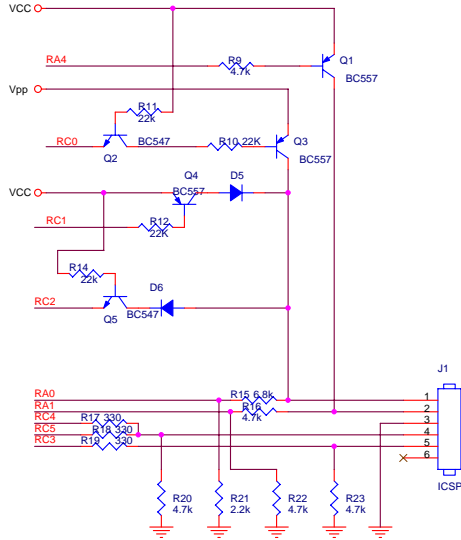 VCC
RA4
R9
4.7k
Q1
BC557
Vpp
R11
22k
RC0
Q2
BC547
R10 22K
Q3
BC557
Q4
BC557
D5
VCC
RC1
R12
22K
R14
22k
D6
RC2
Q5
BC547
J1
RA0
R15 6.8k
1
RA1
R16
4.7k
2
RC4
R17 330
3
RC5
R18 330
4
RC3
R19 330
5
6
ICSP
R20
4.7k
R21
2.2k
R22
4.7k
R23
4.7k